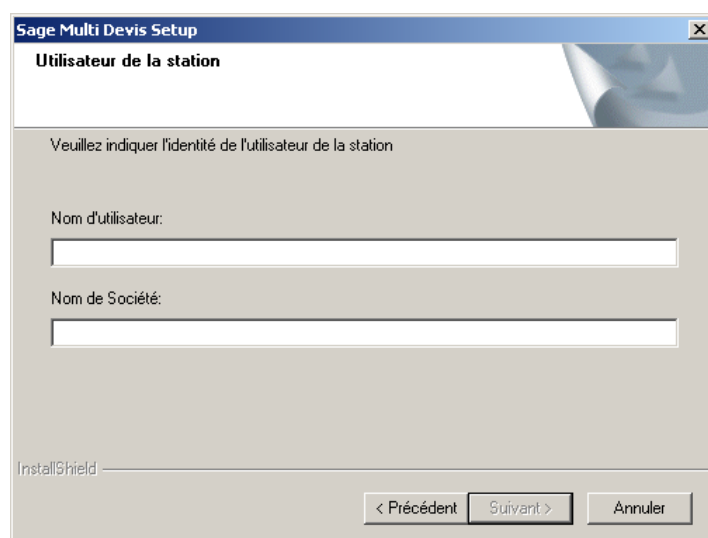 Sage Multi Devis Setup
Utilisateur de la station
Veuillez indiquer l'identité de l'utilisateur de la station
Nom d'utilisateur:
Nom de Société:
InstallShield
< Précédent
Suivant >
Annuler